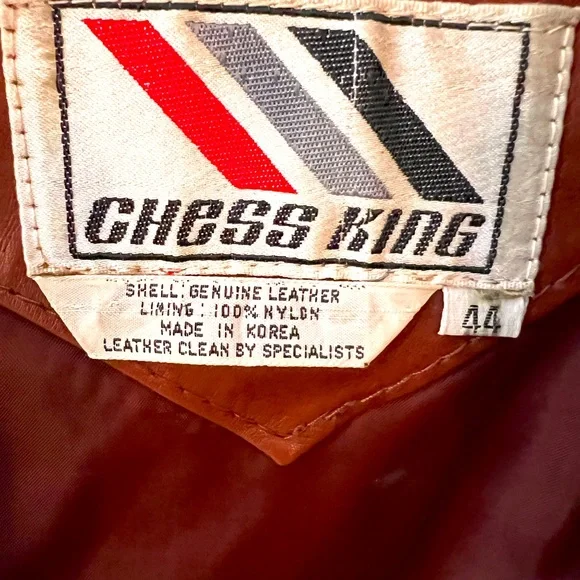 CHESS KING
SHELL: GENUINE LEATHER
LINING : 100% NYLON
MADE IN KOREA
LEATHER CLEAN BY SPECIALISTS
44